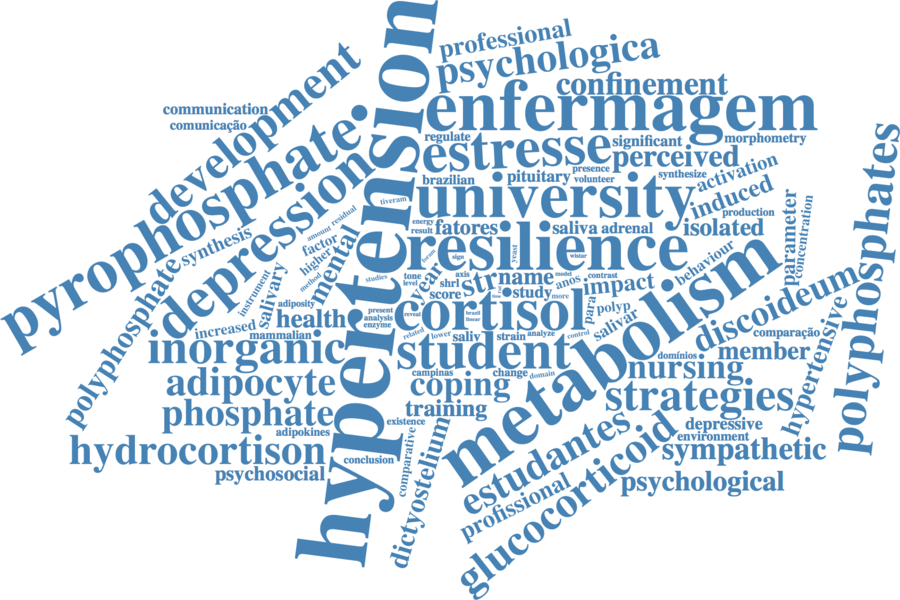 professional
psychologica
confinement
enfermagem
communication
comunicação
development
pyrophosphate.
hypertension
regulate
significant
morphometry
estresse
perceived
presence
volunteer
synthesize
brazilian
pituitary
activation
university
induced
production
parameter
concentration
polyphosphates
depression
tiveram
residual
amount
energy
result
fatores
saliva
adrenal
isolated
synthesis
factor
higher
method
mental
resilience
sign
yeast
wistar
behaviour
polyphosphate
instrument
salivary
studies
tone
level
year
axis
shrl
score
str
name
study
model
anos
contrast
more
impact
para
polyp
salivar
metabolism
discoideum
adiposity
health
present
analysis
enzyme
reveal
cortisol
brazil
linear
increased
mammalian
related
lower
saliv
strain
analyze
control
comparação
inorganic
student
domínios
member
nursing
hypertensive
adipocyte
campinas
coping
change
domain
strategies
phosphate
training
existence
adipokines
estudantes
depressive
environment
hydrocortison
conclusion
comparative
dictyostelium
sympathetic
psychosocial
profissional
glucocorticoid
psychological